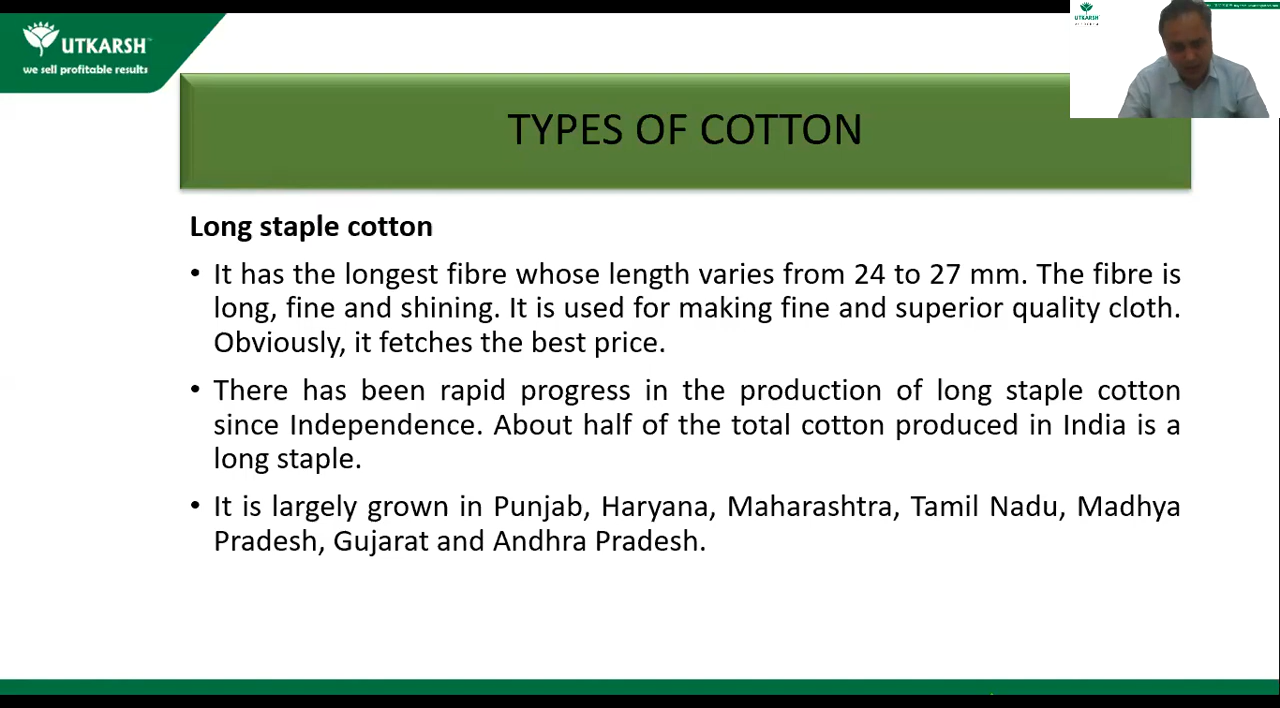 UTKARSH™
we sell profitable results
UTKARSH
TYPES OF COTTON
Long staple cotton
• It has the longest fibre whose length varies from 24 to 27 mm. The fibre is
long, fine and shining. It is used for making fine and superior quality cloth.
Obviously, it fetches the best price.
• There has been rapid progress in the production of long staple cotton
since Independence. About half of the total cotton produced in India is a
long staple.
• It is largely grown in Punjab, Haryana, Maharashtra, Tamil Nadu, Madhya
Pradesh, Gujarat and Andhra Pradesh.